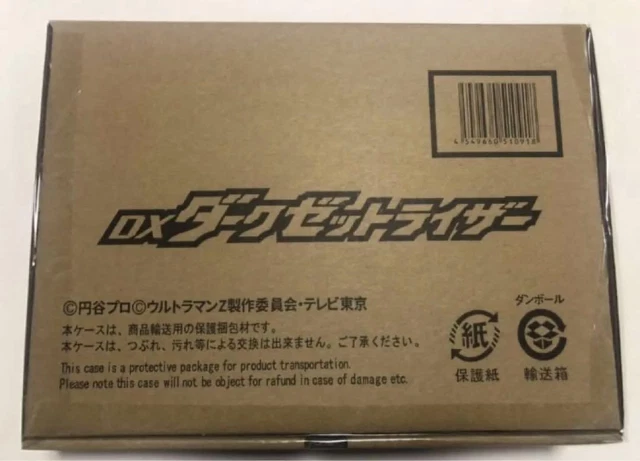 4 549660 510918
DXダークゼットライザー
©円谷プロ©ウルトラマンZ製作委員会・テレビ東京
本ケースは、商品輸送用の保護梱包材です。
本ケースは、つぶれ、汚れ等による交換は出来ません。ご了承ください。
This case is a protective package for product transportation.
Please note this case will not be object for rafund in case of damage etc.
紙
保護紙
ダンボール
輸送箱